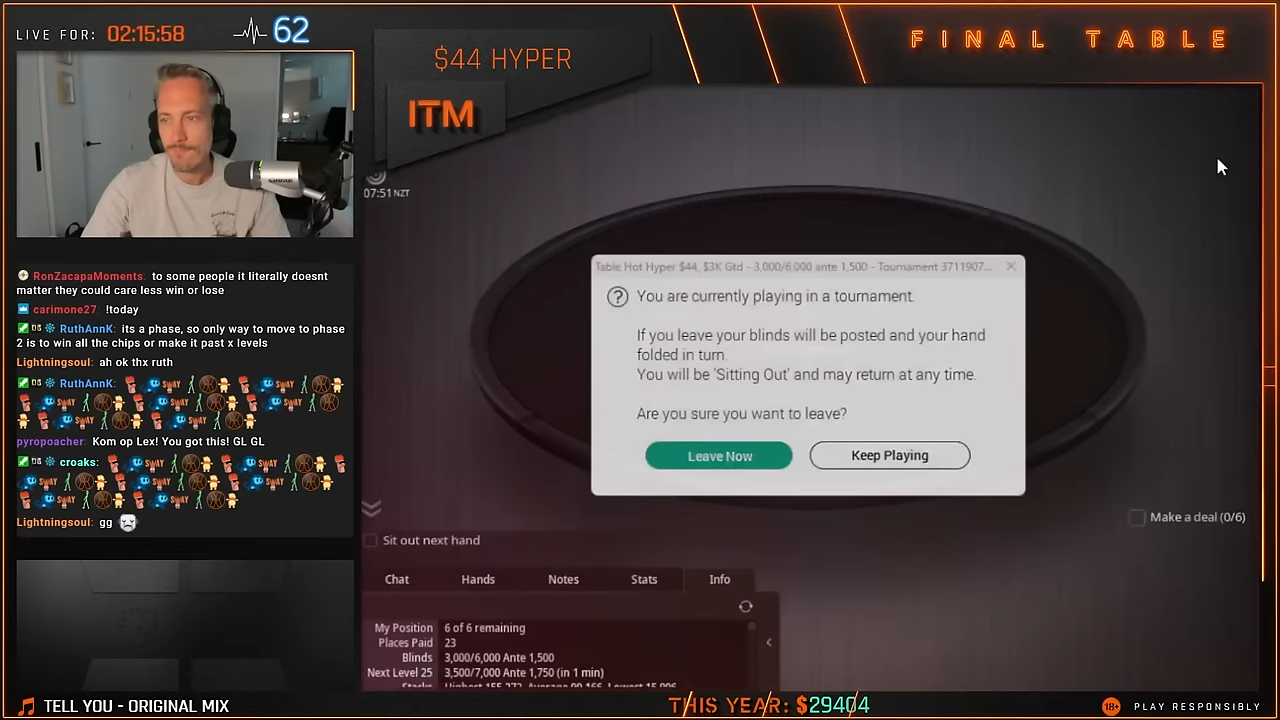 LIVE FOR: 02:15:58
62
$44 HYPER
ITM
FINAL TABLE
07:51 NZT
RonZacapaMoments: to some people it literally doesnt
matter they could care less win or lose
carimone27: !today
RuthAnnK: its a phase, so only way to move to phase
2 is to win all the chips or make it past x levels
Lightningsoul: ah ok thx ruth
RuthAnnK:
pyropoacher: Kom op Lex! You got this! GL GL
croaks:
Lightningsoul: gg
Table Hot Hyper $44, $3K Gtd - 3,000/6,000 ante 1,500 - Tournament 3711907...
You are currently playing in a tournament.
If you leave your blinds will be posted and your hand
folded in turn.
You will be 'Sitting Out' and may return at any time.
Are you sure you want to leave?
Leave Now
Keep Playing
Make a deal (0/6)
Sit out next hand
Chat
Hands
Notes
Stats
Info
My Position 6 of 6 remaining
Places Paid 23
Blinds 3,000/6,000 Ante 1,500
Next Level 25 3,500/7,000 Ante 1,750 (in 1 min)
TELL YOU - ORIGINAL MIX
THIS YEAR: $29404
18+ PLAY RESPONSIBLY